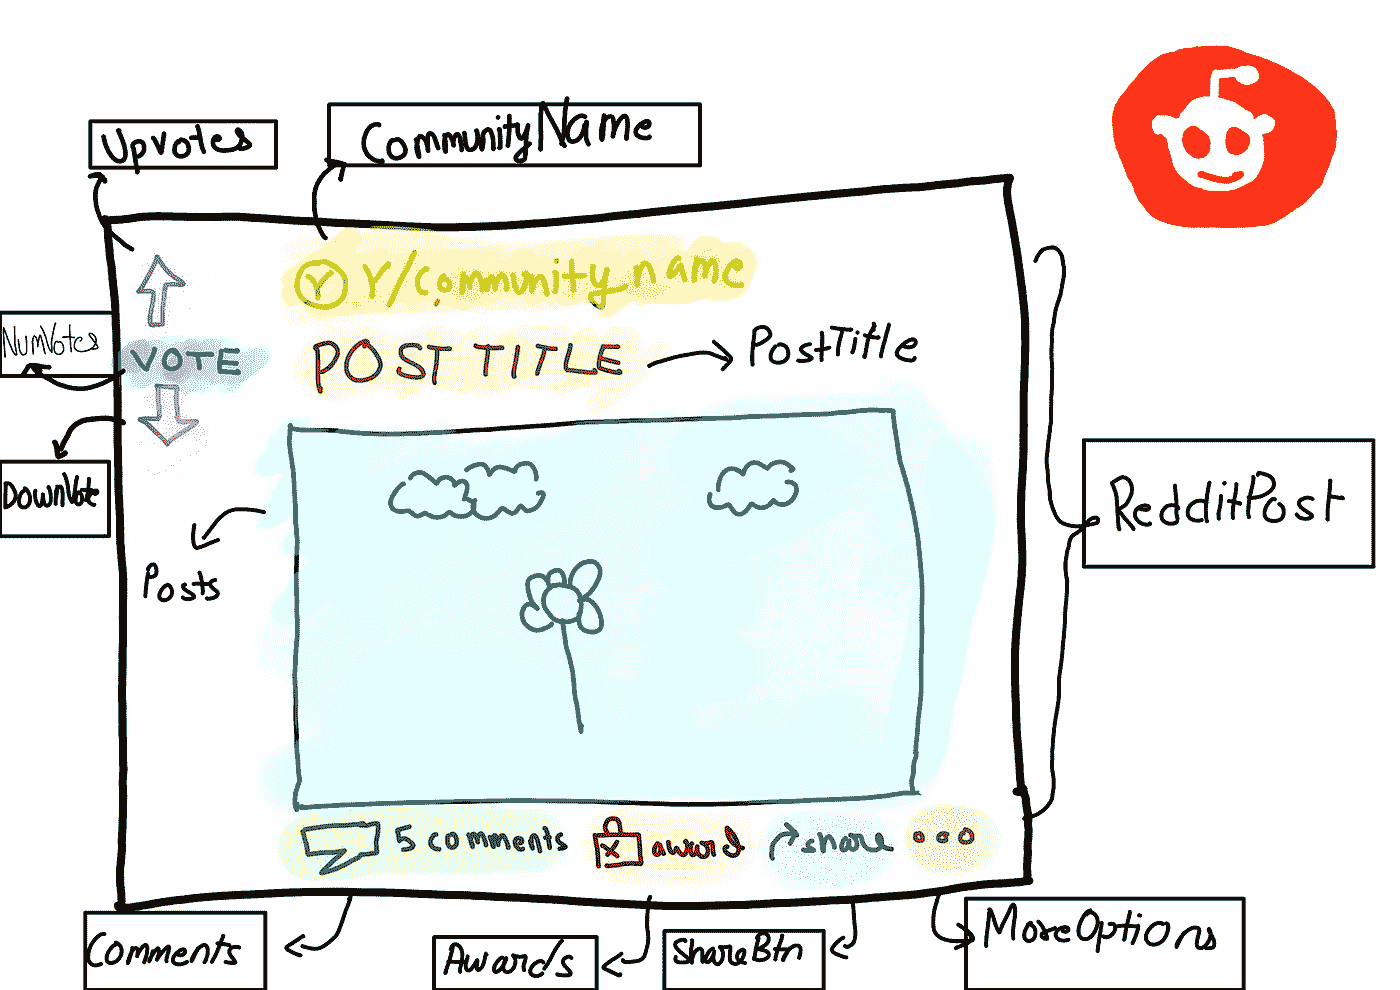 Upvotes
CommunityName
Y Y/Community name
NumVotes
VOTE
POST TITLE
PostTitle
DownVote
RedditPost
Posts
5 comments
award
share
Comments
Awards
ShareBtn
MoreOptions